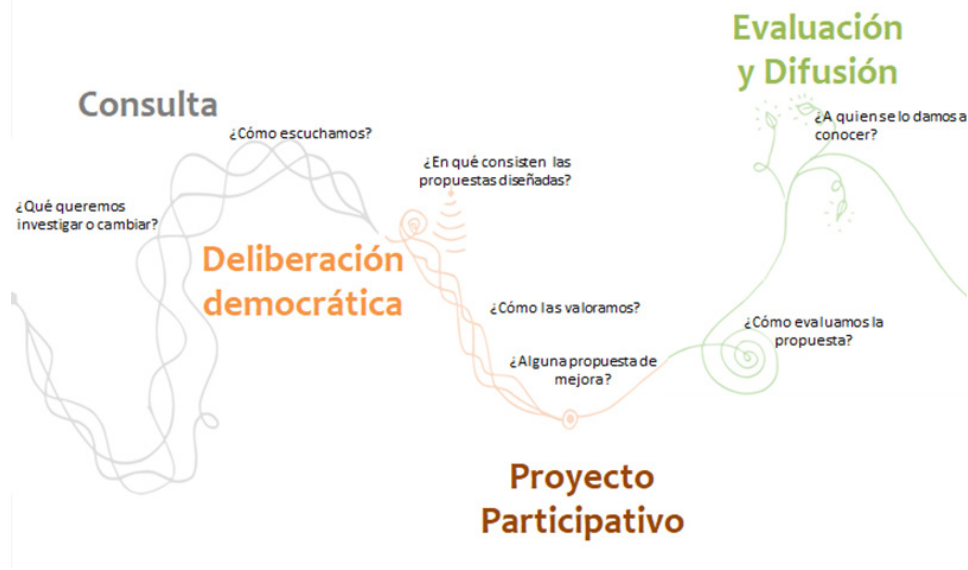 Consulta
¿Cómo escuchamos?
¿Qué queremos
investigar o cambiar?
Deliberación
democrática
¿En qué consisten las
propuestas diseñadas?
¿Cómo las valoramos?
¿Alguna propuesta de
mejora?
Proyecto
Participativo
Evaluación
y Difusión
¿A quien se lo damos a
conocer?
¿Cómo evaluamos la
propuesta?